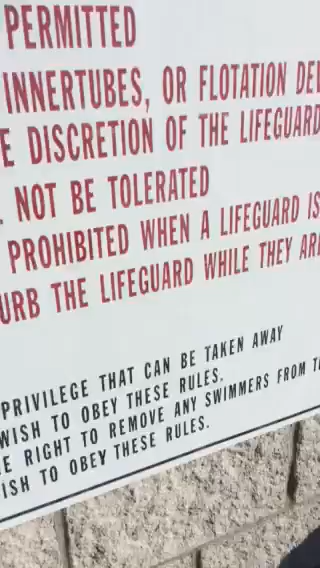 PERMITTED
INNERTUBES, OR FLOTATION DE
E DISCRETION OF THE LIFEGUARD
NOT BE TOLERATED
PROHIBITED WHEN A LIFEGUARD IS
URB THE LIFEGUARD WHILE THEY AR
PRIVILEGE THAT CAN BE TAKEN AWAY
WISH TO OBEY THESE RULES.
E RIGHT TO REMOVE ANY SWIMMERS FROM T
ISH TO OBEY THESE RULES.